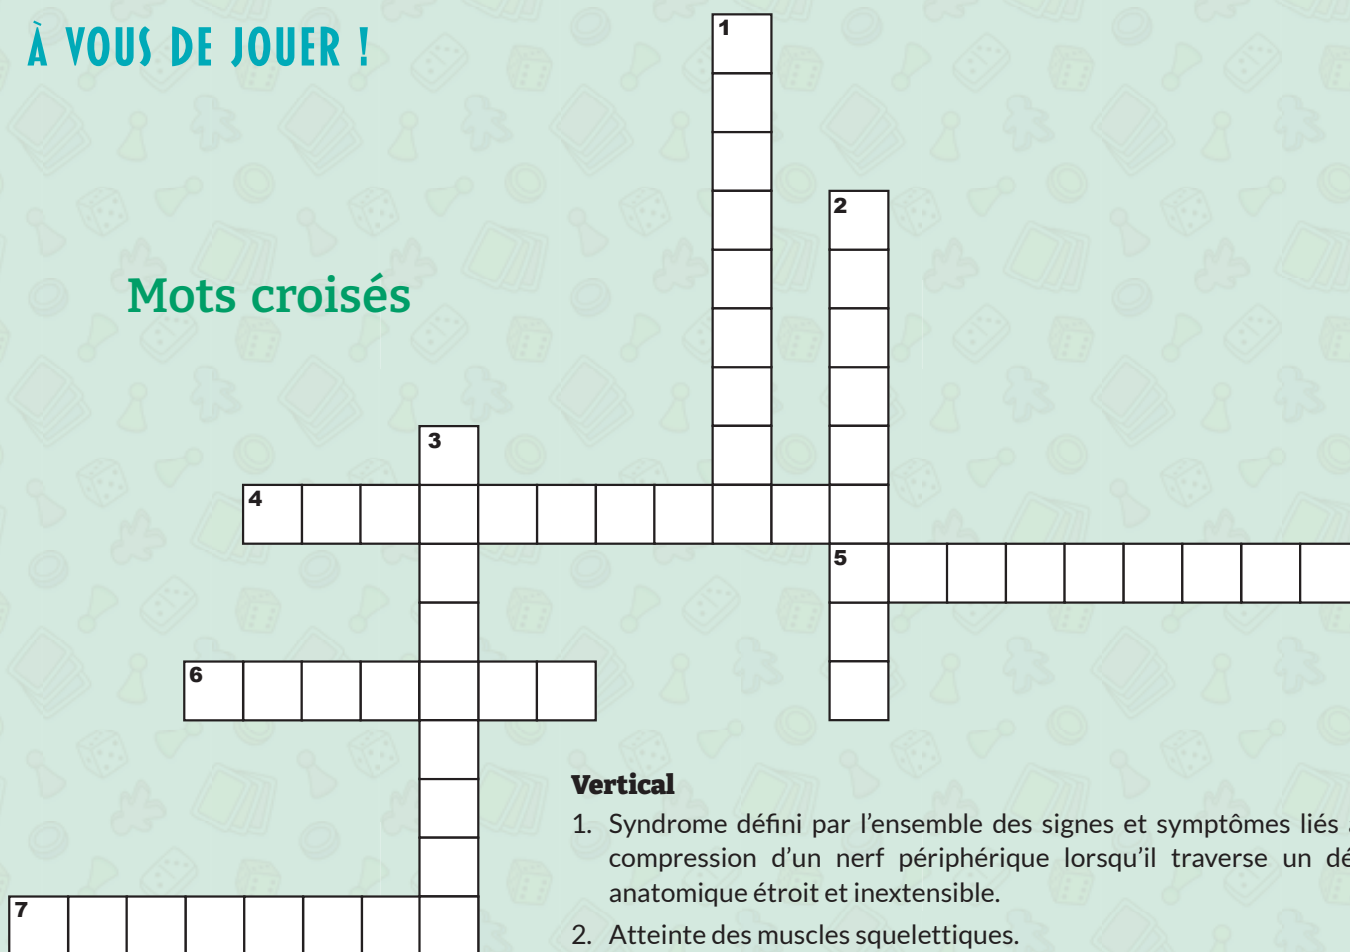 À VOUS DE JOUER !
1
2
Mots croisés
3
4
5
6
7
Vertical
1. Syndrome défini par l'ensemble des signes et symptômes liés
compression d'un nerf périphérique lorsqu'il traverse un
anatomique étroit et inextensible.
2. Atteinte des muscles squelettiques.